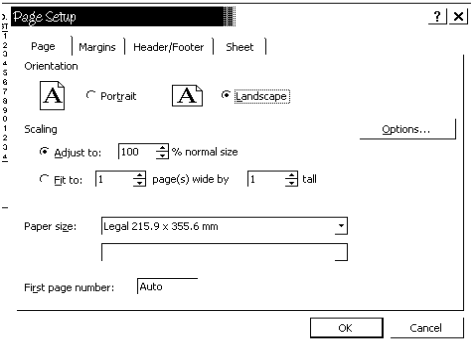 Page Setup ? ×
Page Margins Header/Footer Sheet
Orientation
A Portrait A Landscape
Scaling
Options...
Adjust to: 100 % normal size
Fit to: 1 page(s) wide by 1 tall
Paper size: Legal 215.9 x 355.6 mm
First page number: Auto
OK Cancel